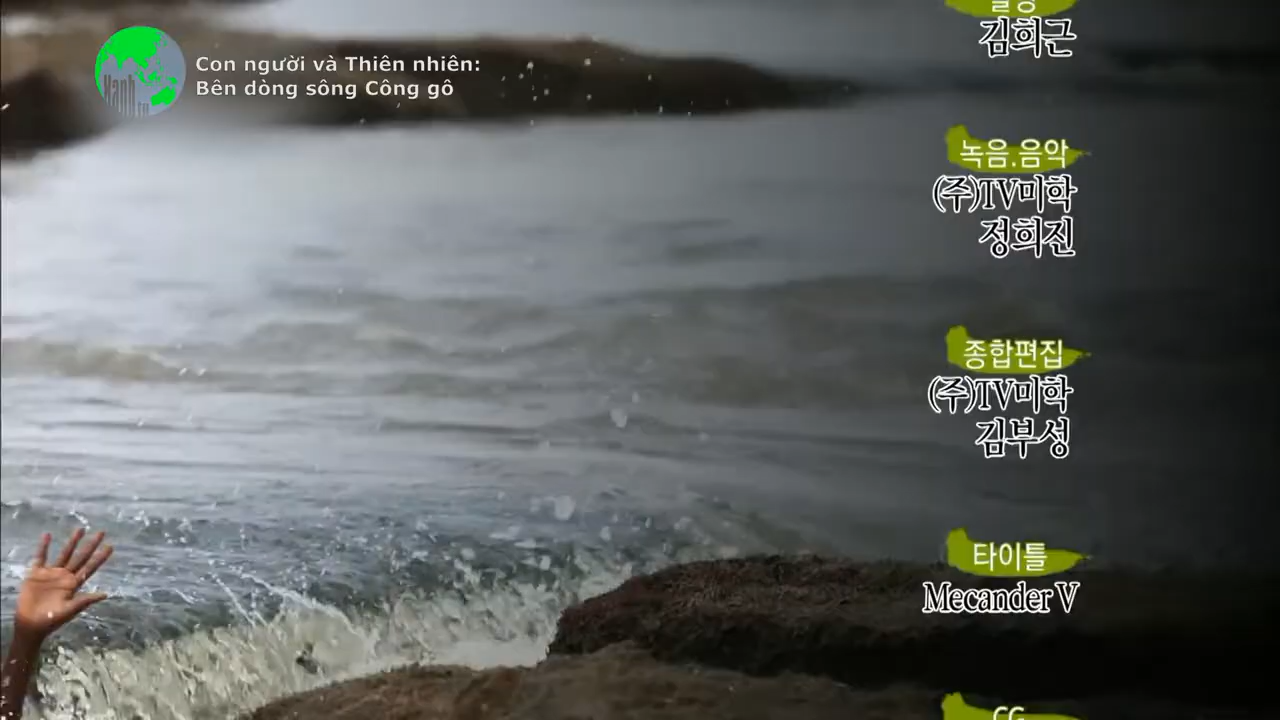 Con người và Thiên nhiên:
Bên dòng sông Công gô
Xanh
tv
김희근
녹음.음악
(주)TV미학
정희진
종합편집
(주)TV미학
김부성
타이틀
Mecander V